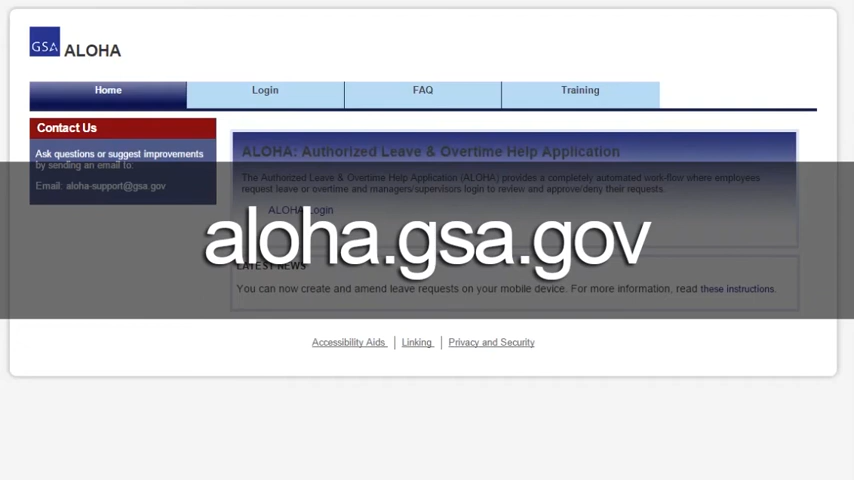 GSA ALOHA
Home Login FAQ Training
Contact Us
Ask questions or suggest improvements
by sending an email to:
Email: aloha-support@gsa.gov
ALOHA: Authorized Leave & Overtime Help Application
The Authorized Leave & Overtime Help Application (ALOHA) provides a completely automated work-flow where employees
request leave or overtime and managers/supervisors login to review and approve/deny their requests.
ALOHA Login
aloha.gsa.gov
LATEST NEWS
You can now create and amend leave requests on your mobile device. For more information, read these instructions.
Accessibility Aids | Linking | Privacy and Security